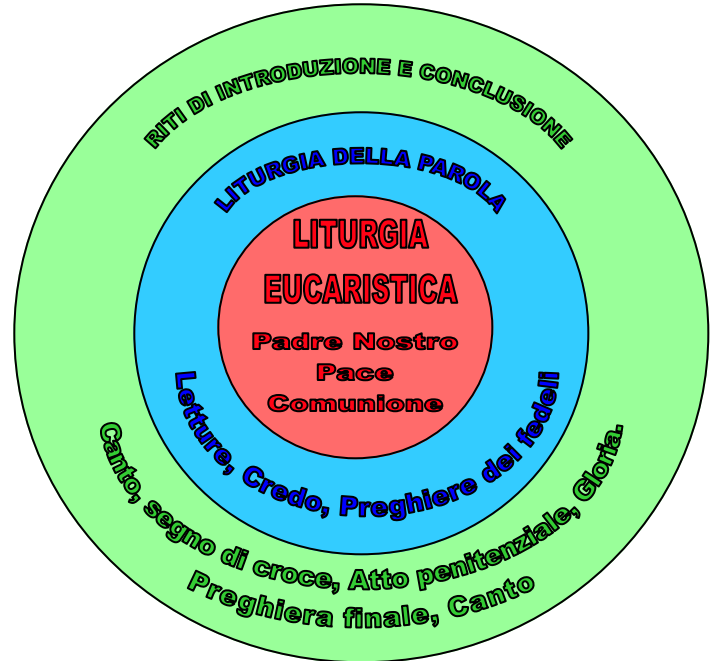 RITI DI INTRODUZIONE E CONCLUSIONE
LITURGIA DELLA PAROLA
LITURGIA
EUCARISTICA
Padre Nostro
Pace
Comunione
Letture, Credo, Preghiere dei fedeli
Canto, segno di croce, Atto penitenziale, Gloria.
Preghiera finale, Canto